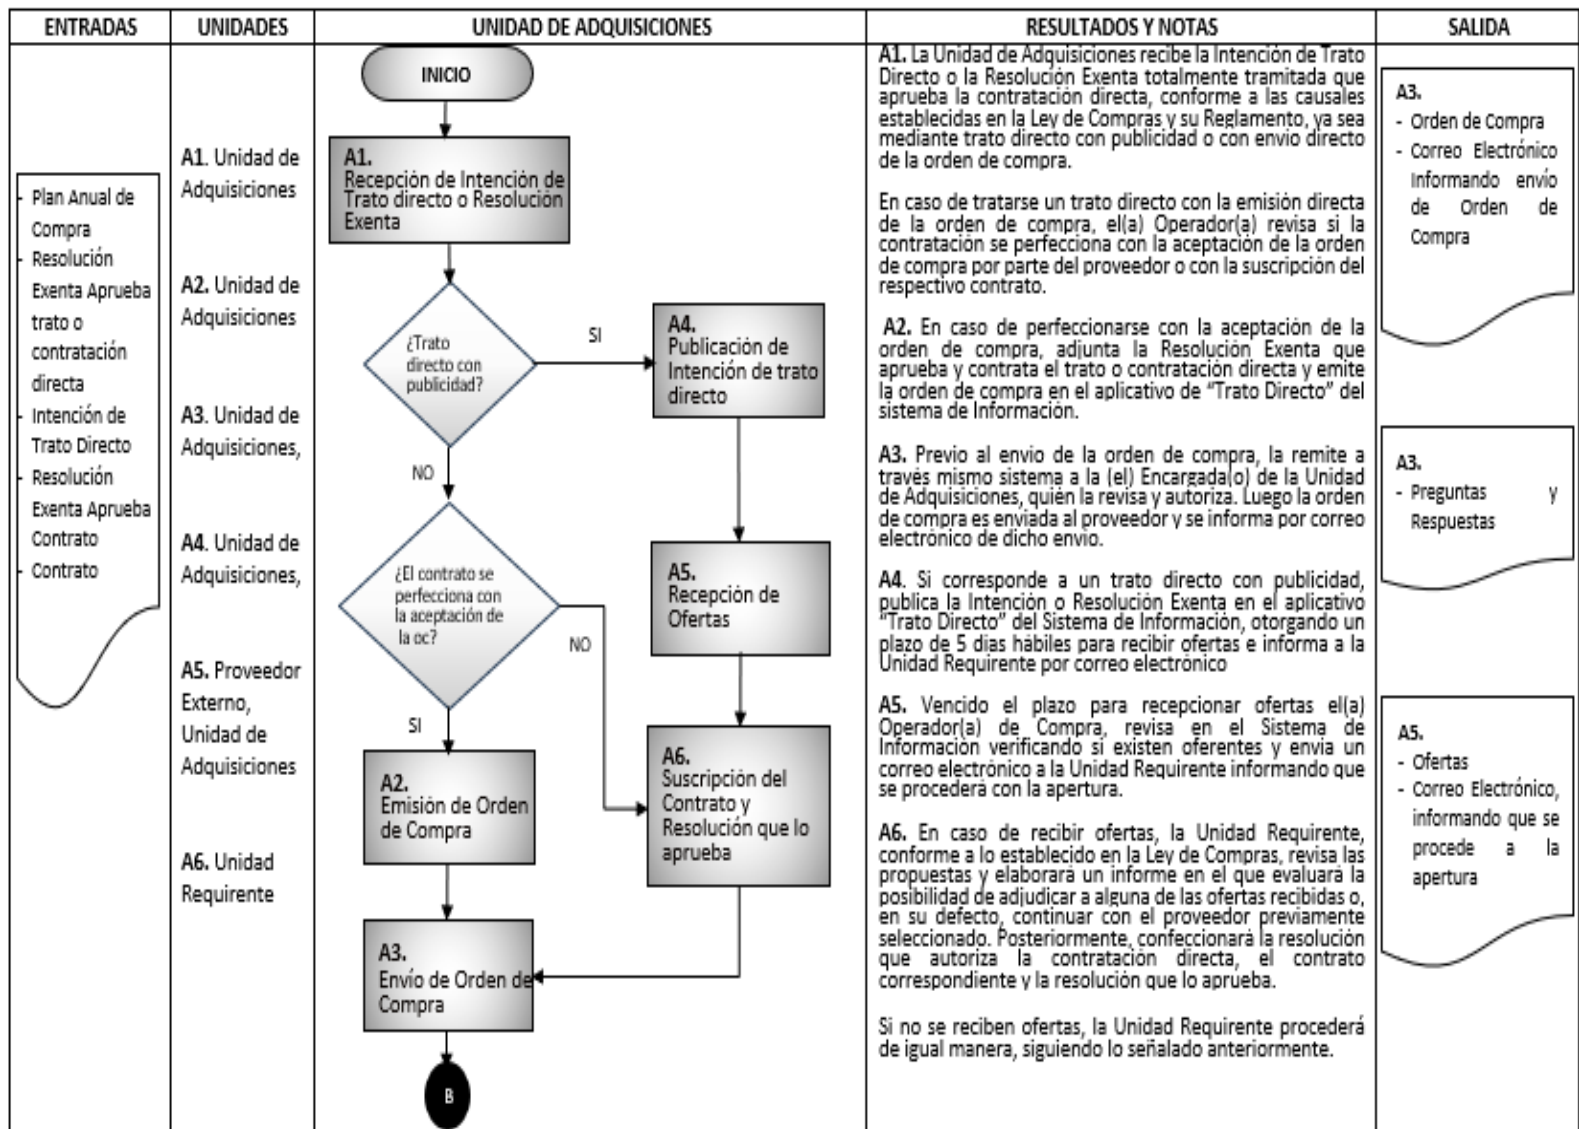 ENTRADAS
UNIDADES
UNIDAD DE ADQUISICIONES
RESULTADOS Y NOTAS
SALIDA
- Plan Anual de
Compra
- Resolución
Exenta Aprueba
trato o
contratación
directa
- Intención de
Trato Directo
- Resolución
Exenta Aprueba
Contrato
- Contrato
A1. Unidad de
Adquisiciones
A2. Unidad de
Adquisiciones
A3. Unidad de
Adquisiciones,
A4. Unidad de
Adquisiciones,
A5. Proveedor
Externo,
Unidad de
Adquisiciones
A6. Unidad
Requirente
INICIO
A1.
Recepción de Intención de
Trato directo o Resolución
Exenta
¿Trato
directo con
publicidad?
SI
NO
A4.
Publicación de
Intención de trato
directo
¿El contrato se
perfecciona con
la aceptación de
la oc?
NO
SI
A5.
Recepción de
Ofertas
A2.
Emisión de Orden
de Compra
A6.
Suscripción del
Contrato y
Resolución que lo
aprueba
A3.
Envío de Orden de
Compra
B
A1. La Unidad de Adquisiciones recibe la Intención de Trato
Directo o la Resolución Exenta totalmente tramitada que
aprueba la contratación directa, conforme a las causales
establecidas en la Ley de Compras y su Reglamento, ya sea
mediante trato directo con publicidad o con envío directo
de la orden de compra.
En caso de tratarse un trato directo con la emisión directa
de la orden de compra, el(a) Operador(a) revisa si la
contratación se perfecciona con la aceptación de la orden
de compra por parte del proveedor o con la suscripción del
respectivo contrato.
A2. En caso de perfeccionarse con la aceptación de la
orden de compra, adjunta la Resolución Exenta que
aprueba y contrata el trato o contratación directa y emite
la orden de compra en el aplicativo de "Trato Directo" del
sistema de Información.
A3. Previo al envio de la orden de compra, la remite a
través mismo sistema a la (el) Encargada(o) de la Unidad
de Adquisiciones, quién la revisa y autoriza. Luego la orden
de compra es enviada al proveedor y se informa por correo
electrónico de dicho envío.
A4. Si corresponde a un trato directo con publicidad,
publica la Intención o Resolución Exenta en el aplicativo
"Trato Directo" del Sistema de Información, otorgando un
plazo de 5 días hábiles para recibir ofertas e informa a la
Unidad Requirente por correo electrónico
A5. Vencido el plazo para recepcionar ofertas el(a)
Operador(a) de Compra, revisa en el Sistema de
Información verificando si existen oferentes y envía un
correo electrónico a la Unidad Requirente informando que
se procederá con la apertura.
A6. En caso de recibir ofertas, la Unidad Requirente,
conforme a lo establecido en la Ley de Compras, revisa las
propuestas y elaborará un informe en el que evaluará la
posibilidad de adjudicar a alguna de las ofertas recibidas o,
en su defecto, continuar con el proveedor previamente
seleccionado. Posteriormente, confeccionará la resolución
que autoriza la contratación directa, el contrato
correspondiente y la resolución que lo aprueba.
Si no se reciben ofertas, la Unidad Requirente procederá
de igual manera, siguiendo lo señalado anteriormente.
A3.
- Orden de Compra
- Correo Electrónico
Informando envío
de Orden de
Compra
A3.
- Preguntas y
Respuestas
A5.
- Ofertas
- Correo Electrónico,
informando que se
procede a la
apertura